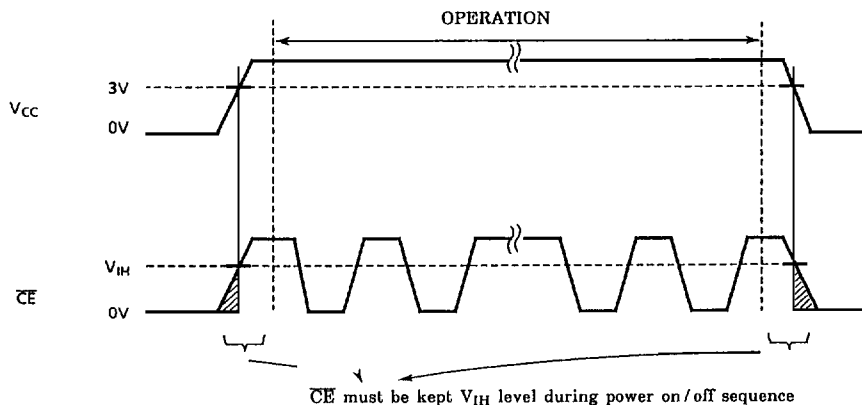 OPERATION
3V
VCC
0V
VIH
CE
0V
CE must be kept VIH level during power on/off sequence